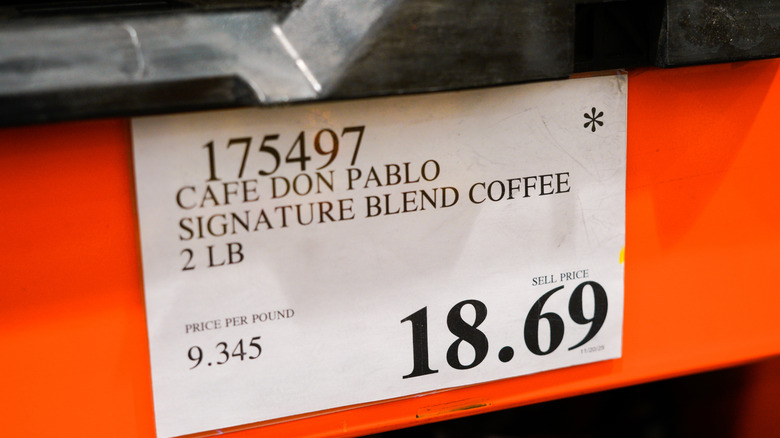 175497 *
CAFE DON PABLO
SIGNATURE BLEND COFFEE
2 LB
SELL PRICE
PRICE PER POUND
9.345
18.69